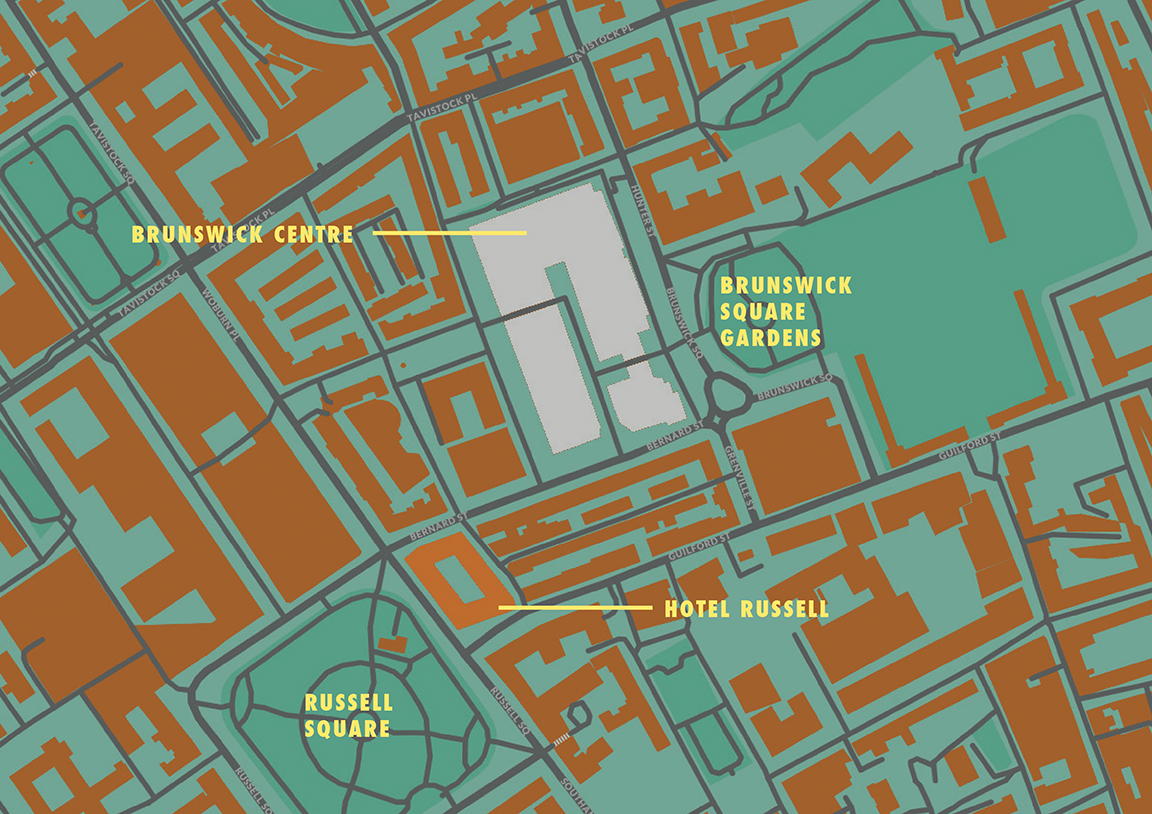 TAVISTOCK PL
TAVISTOCK PL
TAVISTOCK SQ
HUNTER ST
TAVISTOCK PL
BRUNSWICK CENTRE
TAVISTOCK SQ
WOBURN PL
BRUNSWICK SQ
BRUNSWICK
SQUARE
GARDENS
BRUNSWICK SQ
BERNARD ST
GUILFORD ST
GRENVILLE ST
BERNARD ST
GUILFORD ST
HOTEL RUSSELL
RUSSELL
SQUARE
RUSSELL SQ
RUSSELL SQ